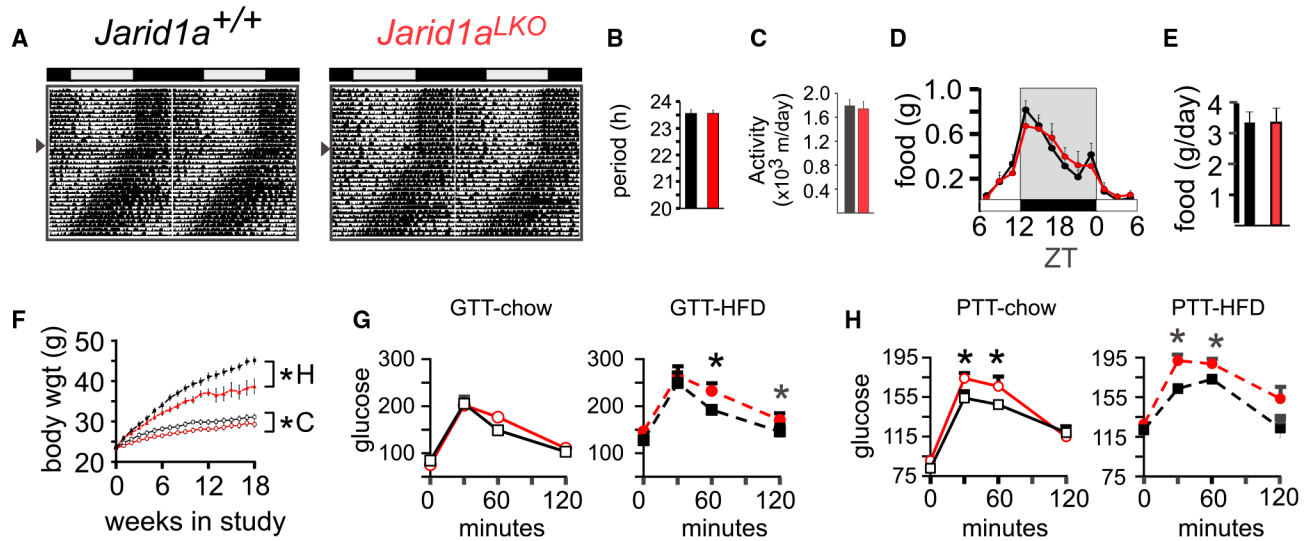 A
Jarid1a+/+
Jarid1aLKO
B
period (h)
24
23
22
21
20
C
Activity
(x10³ m/day)
2.0
1.6
1.2
0.8
0.4
D
food (g)
1.0
0.6
0.2
6 12 18 0 6
ZT
E
food (g/day)
4
3
2
1
F
body wgt (g)
50
40
30
20
*H
*C
0 6 12 18
weeks in study
G
GTT-chow
glucose
300
200
100
0 60 120
minutes
GTT-HFD
300
200
100
* *
0 60 120
minutes
H
PTT-chow
glucose
195
155
115
75
* *
0 60 120
minutes
PTT-HFD
195
155
115
75
* *
0 60 120
minutes